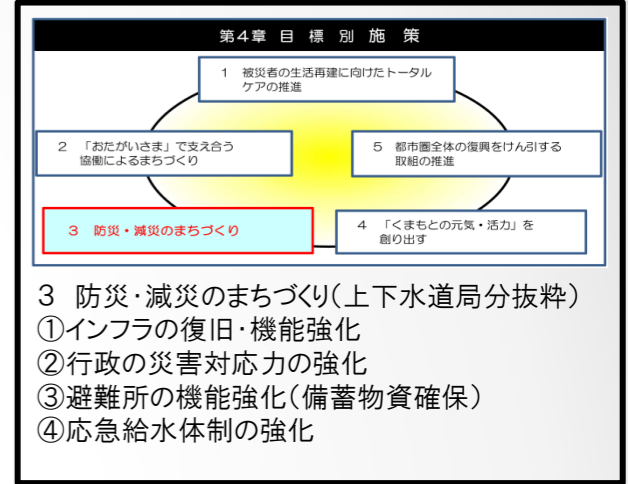 第4章 目 標 別 施 策
1 被災者の生活再建に向けたトータル
ケアの推進
2 「おたがいさま」で支え合う
協働によるまちづくり
5 都市圏全体の復興をけん引する
取組の推進
3 防災・減災のまちづくり
4 「くまもとの元気・活力」を
創り出す
3 防災・減災のまちづくり(上下水道局分抜粋)
①インフラの復旧・機能強化
②行政の災害対応力の強化
③避難所の機能強化(備蓄物資確保)
④応急給水体制の強化